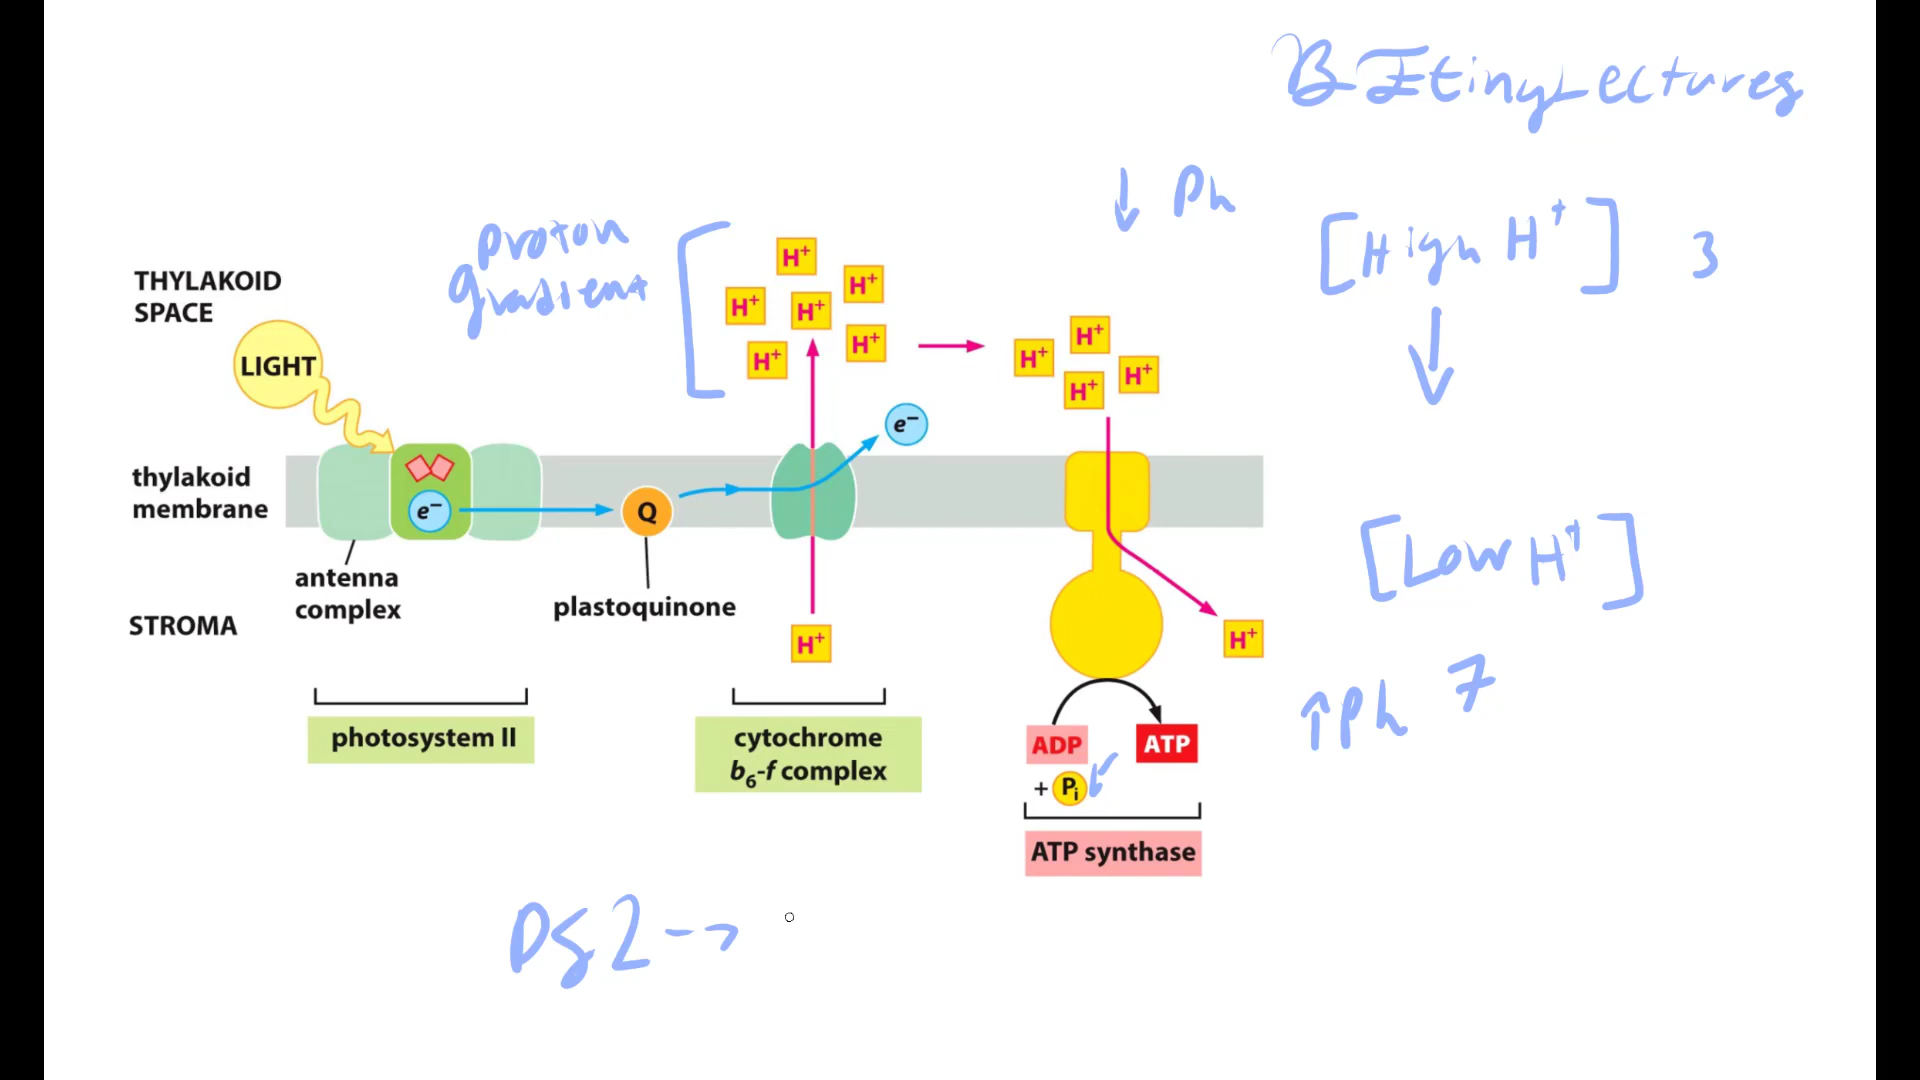 BIEtinyLectures
↓ Ph
[High H⁺] 3
proton
gradient
THYLAKOID
SPACE
H⁺
H⁺
H⁺
H⁺
H⁺
H⁺
H⁺
H⁺
H⁺
H⁺
LIGHT
e⁻
thylakoid
membrane
e⁻
Q
[Low H⁺]
antenna
complex
plastoquinone
STROMA
H⁺
H⁺
↑Ph 7
photosystem II
cytochrome
b₆-f complex
ADP
ATP
+ Pᵢ
ATP synthase
PS2-->